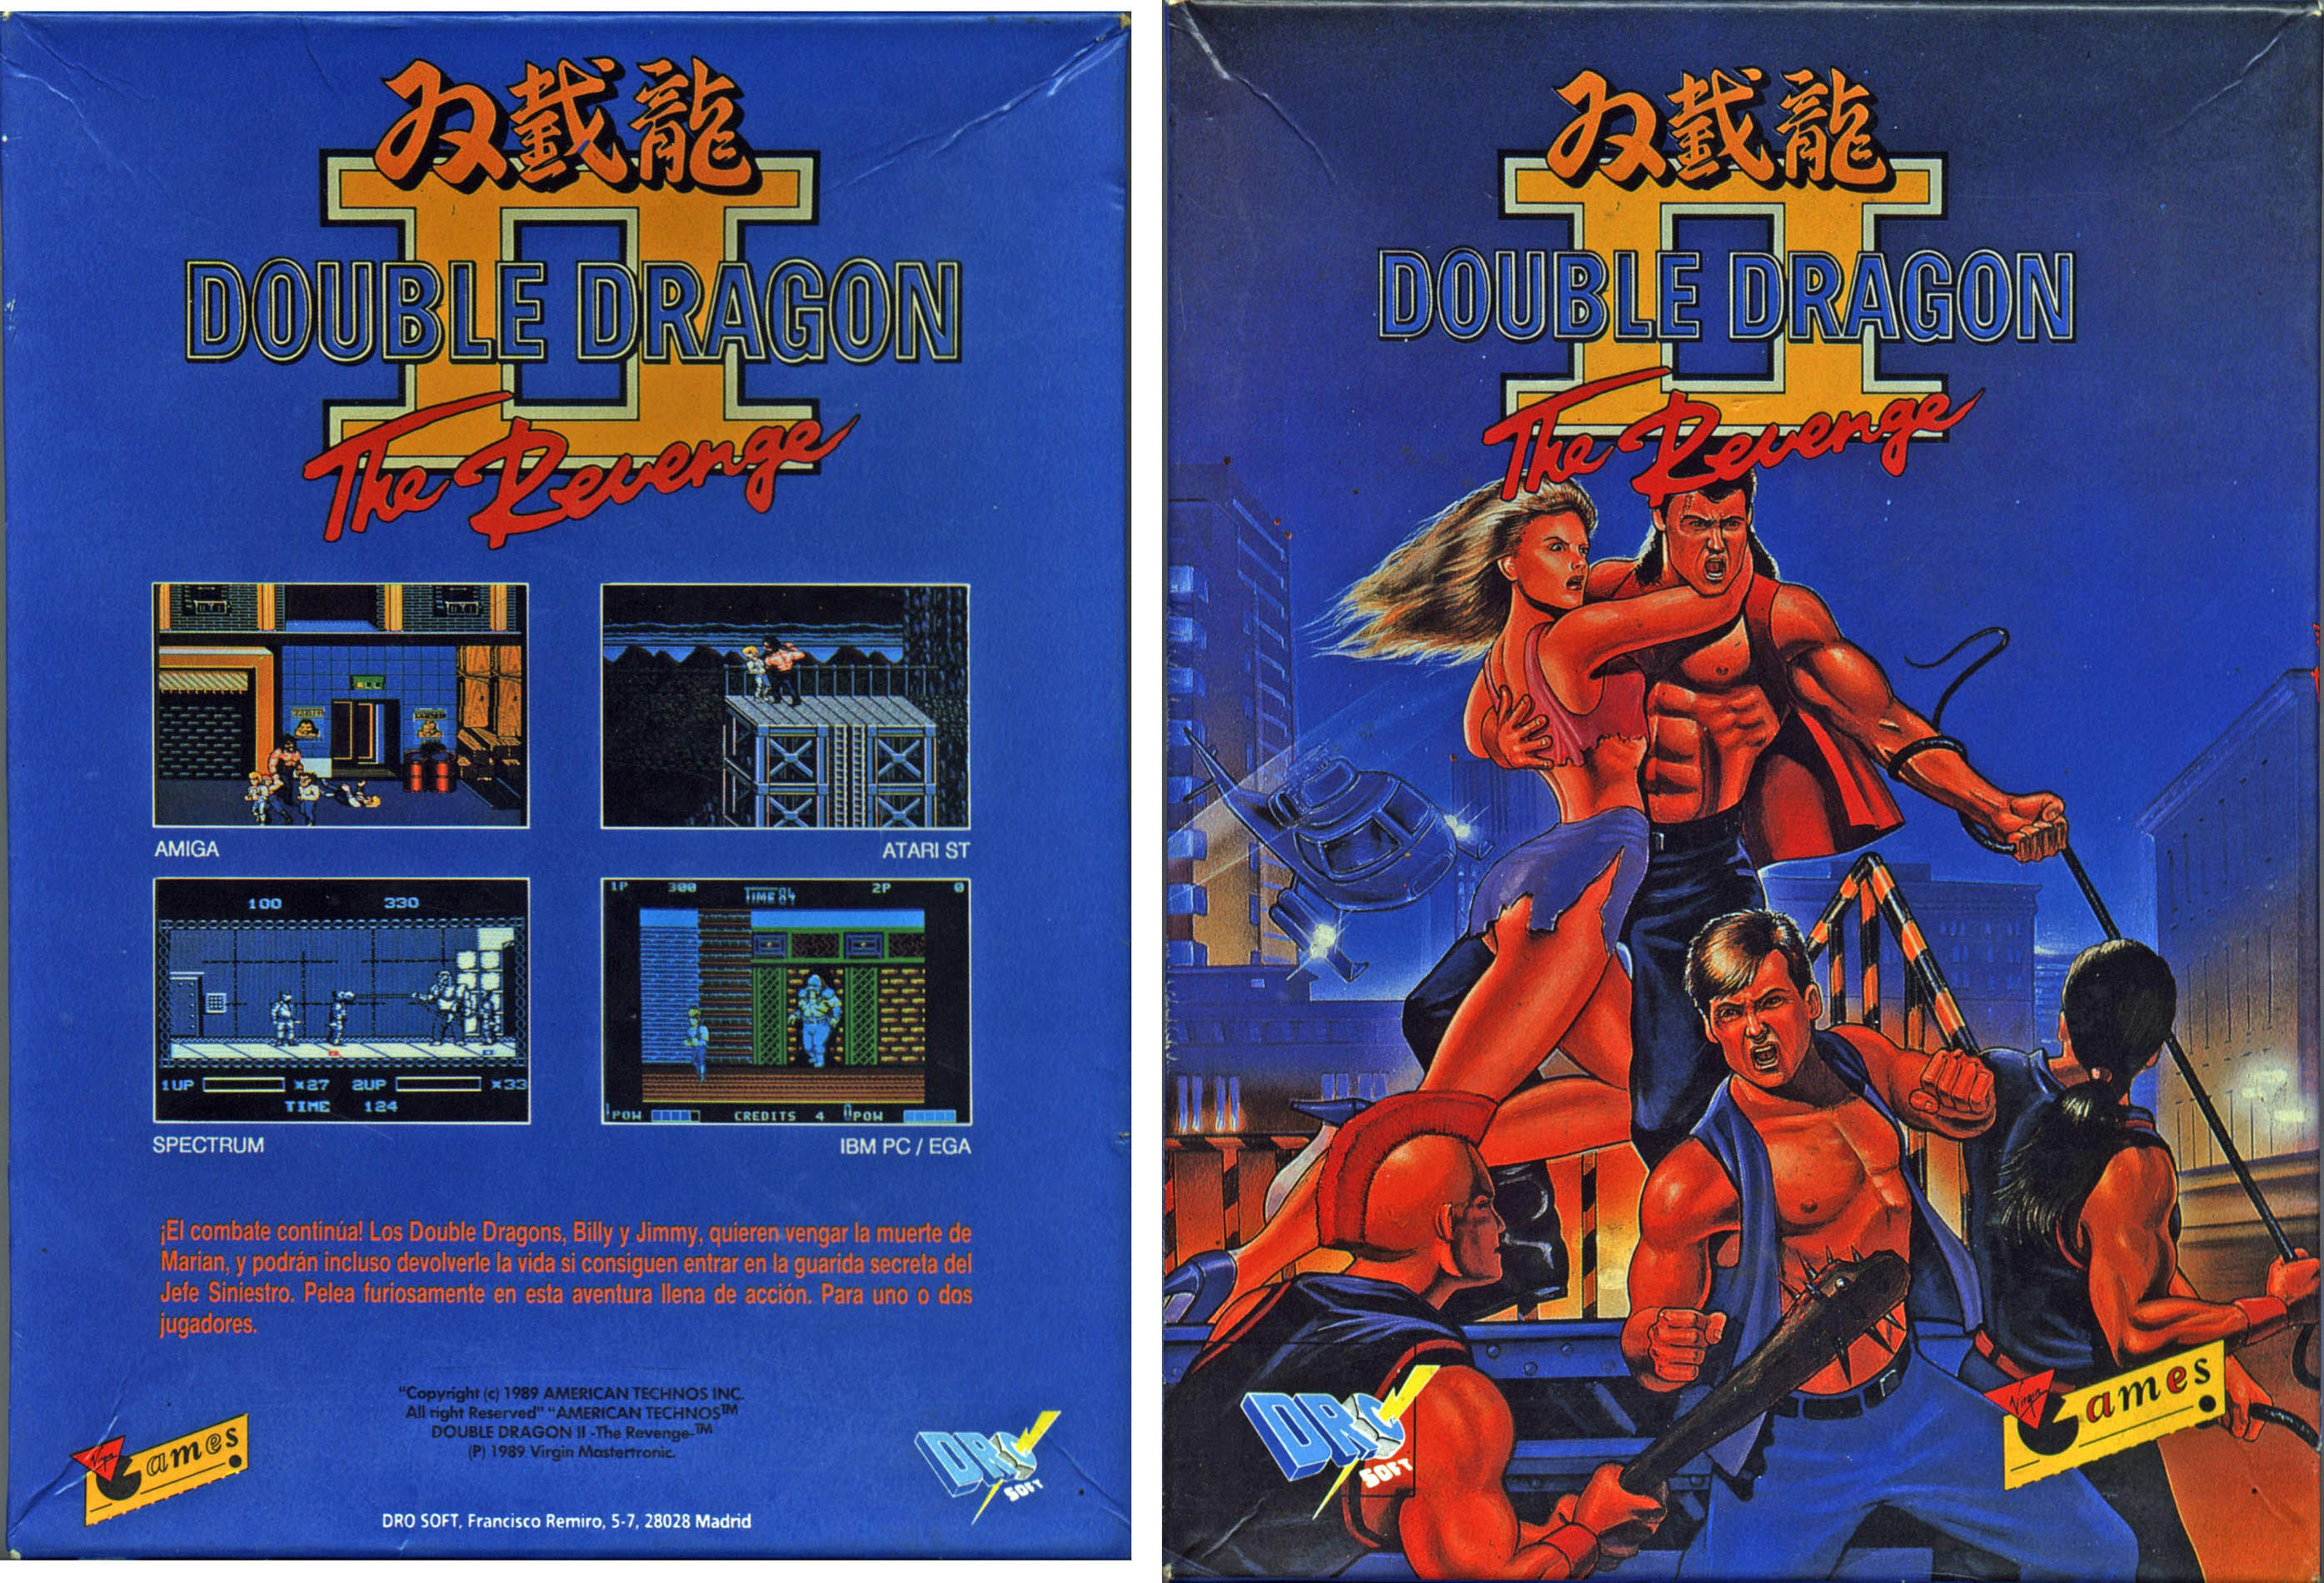 双截龍
II
DOUBLE DRAGON
The Revenge
AMIGA
ATARI ST
100 330
1UP x27 2UP x33
TIME 124
SPECTRUM
1P 300 TIME 84 2P 0
POW CREDITS 4 POW
IBM PC / EGA
¡El combate continúa! Los Double Dragons, Billy y Jimmy, quieren vengar la muerte de
Marian, y podrán incluso devolverle la vida si consiguen entrar en la guarida secreta del
Jefe Siniestro. Pelea furiosamente en esta aventura llena de acción. Para uno o dos
jugadores.
"Copyright (c) 1989 AMERICAN TECHNOS INC.
All right Reserved" "AMERICAN TECHNOS™
DOUBLE DRAGON II -The Revenge-™
(P) 1989 Virgin Mastertronic.
Virgin Games
DRO SOFT
DRO SOFT, Francisco Remiro, 5-7, 28028 Madrid
双截龍
II
DOUBLE DRAGON
The Revenge
DRO SOFT
Virgin Games